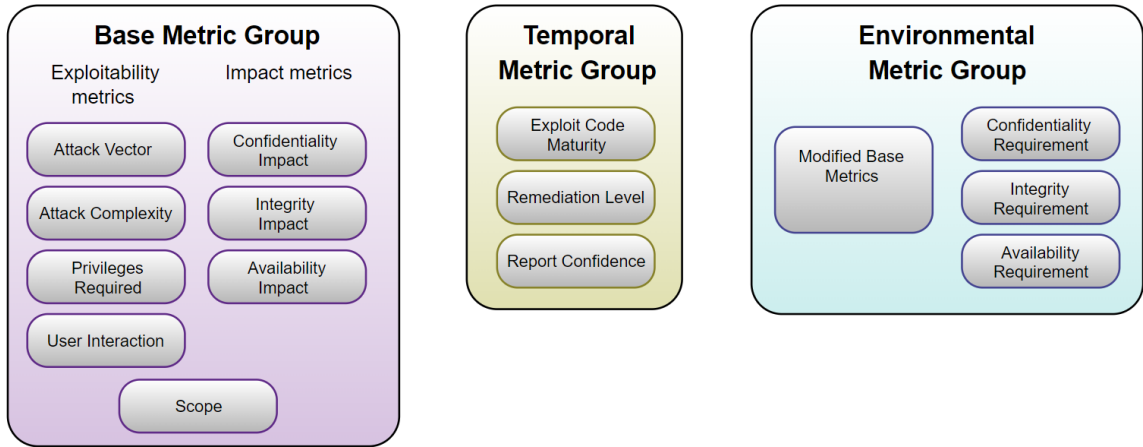 Base Metric Group
Exploitability
metrics
Impact metrics
Attack Vector
Attack Complexity
Privileges
Required
User Interaction
Confidentiality
Impact
Integrity
Impact
Availability
Impact
Scope
Temporal
Metric Group
Exploit Code
Maturity
Remediation Level
Report Confidence
Environmental
Metric Group
Modified Base
Metrics
Confidentiality
Requirement
Integrity
Requirement
Availability
Requirement